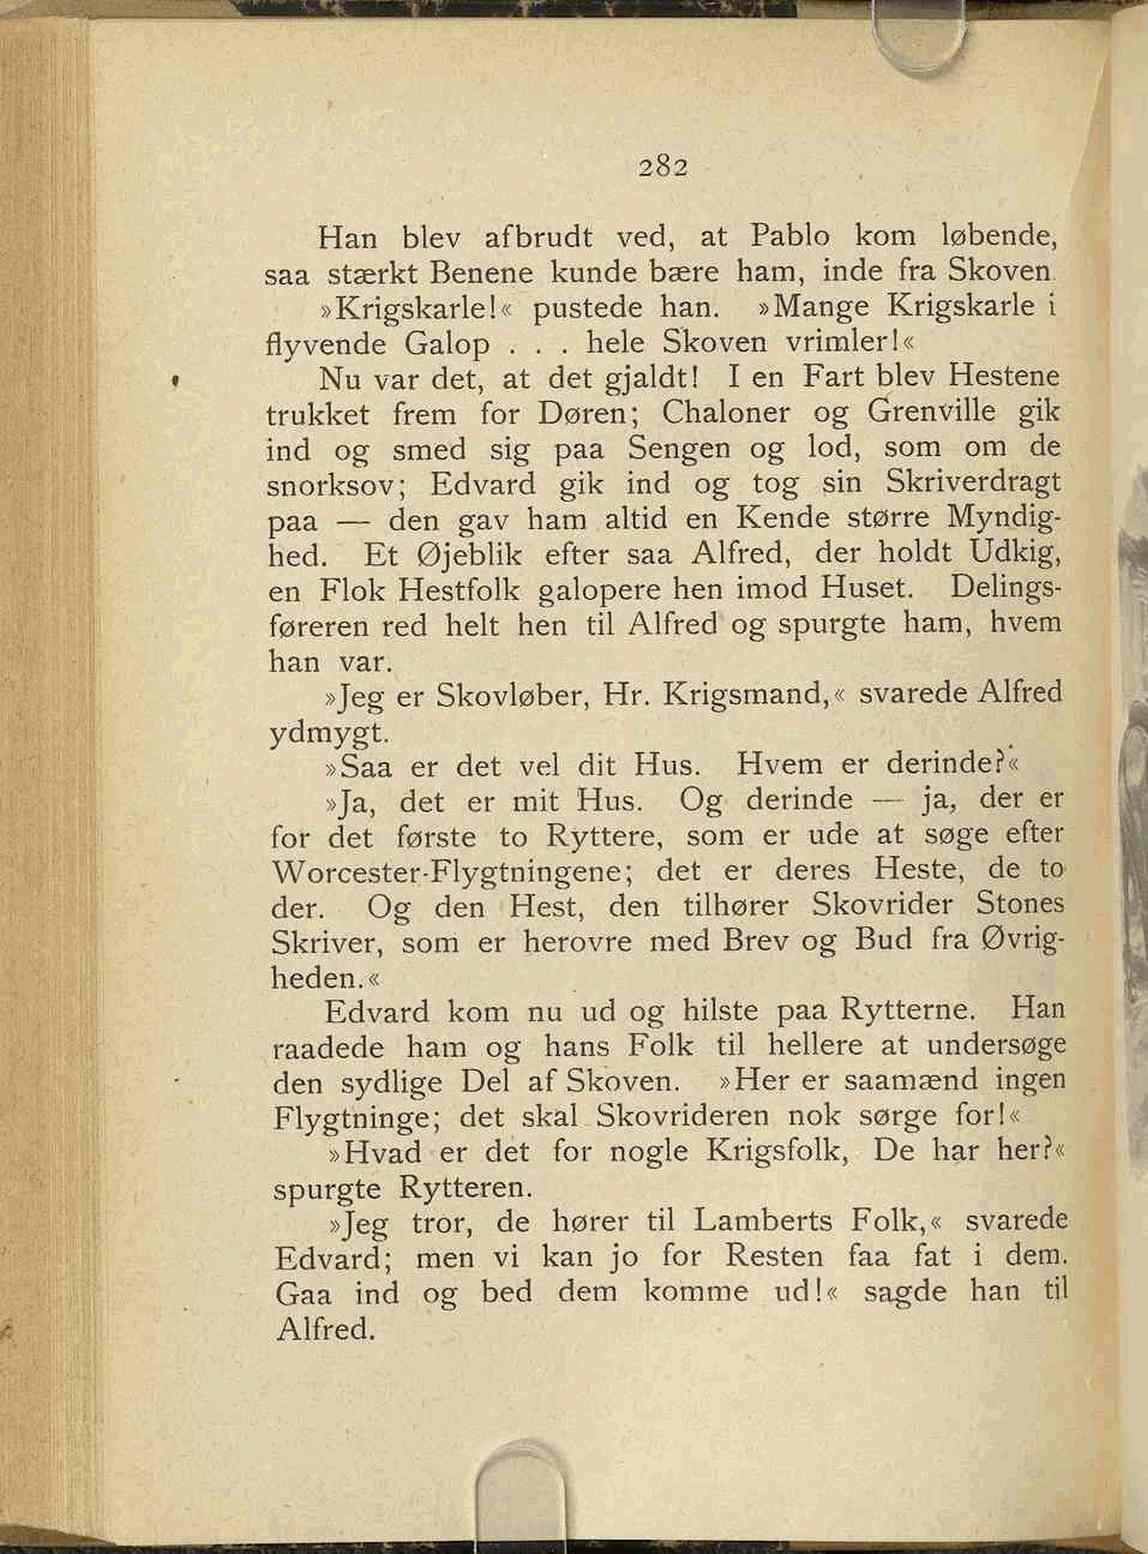 282
Han blev afbrudt ved, at Pablo kom løbende,
saa stærkt Benene kunde bære ham, inde fra Skoven.
»Krigskarle!« pustede han. »Mange Krigskarle i
flyvende Galop . . . hele Skoven vrimler!«
Nu var det, at det gjaldt! I en Fart blev Hestene
trukket frem for Døren; Chaloner og Grenville gik
ind og smed sig paa Sengen og lod, som om de
snorksov; Edvard gik ind og tog sin Skriverdragt
paa — den gav ham altid en Kende større Myndig-
hed. Et Øjeblik efter saa Alfred, der holdt Udkig,
en Flok Hestfolk galopere hen imod Huset. Delings-
føreren red helt hen til Alfred og spurgte ham, hvem
han var.
»Jeg er Skovløber, Hr. Krigsmand,« svarede Alfred
ydmygt.
»Saa er det vel dit Hus. Hvem er derinde?«
»Ja, det er mit Hus. Og derinde — ja, der er
for det første to Ryttere, som er ude at søge efter
Worcester-Flygtningene; det er deres Heste, de to
der. Og den Hest, den tilhører Skovrider Stones
Skriver, som er herovre med Brev og Bud fra Øvrig-
heden.«
Edvard kom nu ud og hilste paa Rytterne. Han
raadede ham og hans Folk til hellere at undersøge
den sydlige Del af Skoven. »Her er saamænd ingen
Flygtninge; det skal Skovrideren nok sørge for!«
»Hvad er det for nogle Krigsfolk, De har her?«
spurgte Rytteren.
»Jeg tror, de hører til Lamberts Folk,« svarede
Edvard; men vi kan jo for Resten faa fat i dem.
Gaa ind og bed dem komme ud!« sagde han til
Alfred.